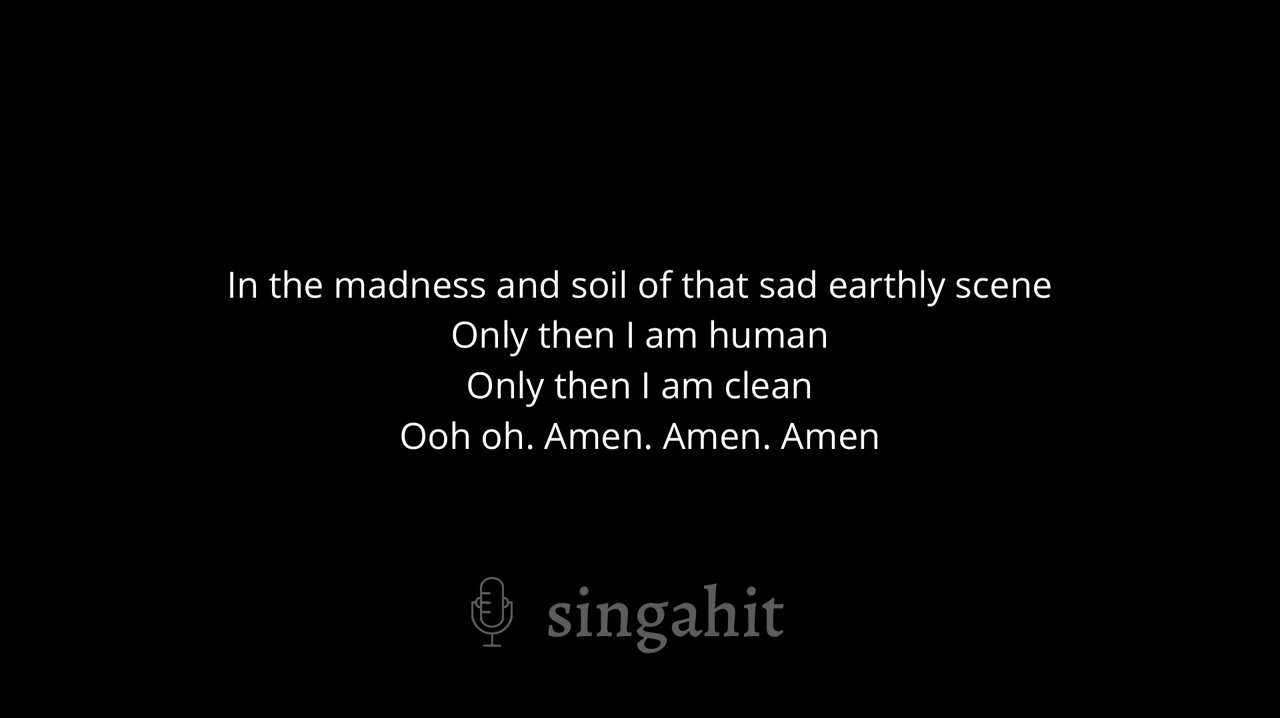 In the madness and soil of that sad earthly scene
Only then I am human
Only then I am clean
Ooh oh. Amen. Amen. Amen
singahit